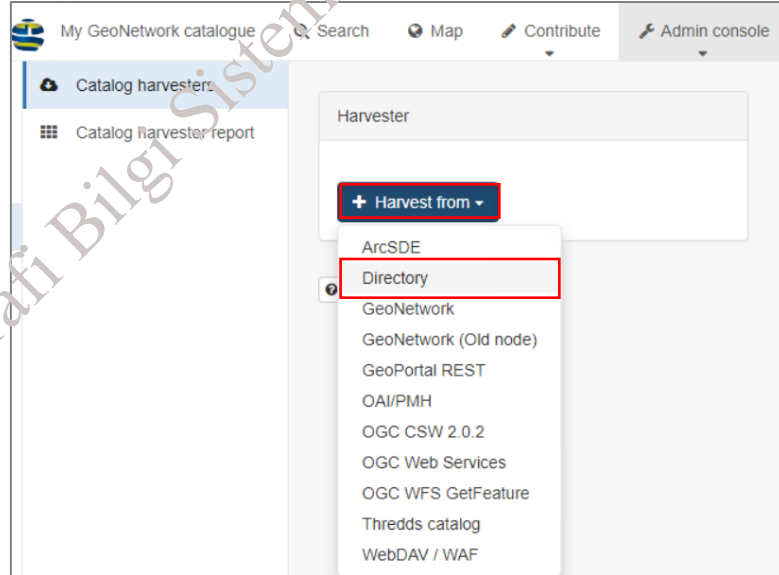 My GeoNetwork catalogue Search Map Contribute Admin console
Catalog harvesters
Catalog harvester report
Harvester
+ Harvest from
ArcSDE
Directory
GeoNetwork
GeoNetwork (Old node)
GeoPortal REST
OAI/PMH
OGC CSW 2.0.2
OGC Web Services
OGC WFS GetFeature
Thredds catalog
WebDAV / WAF
Bilgi